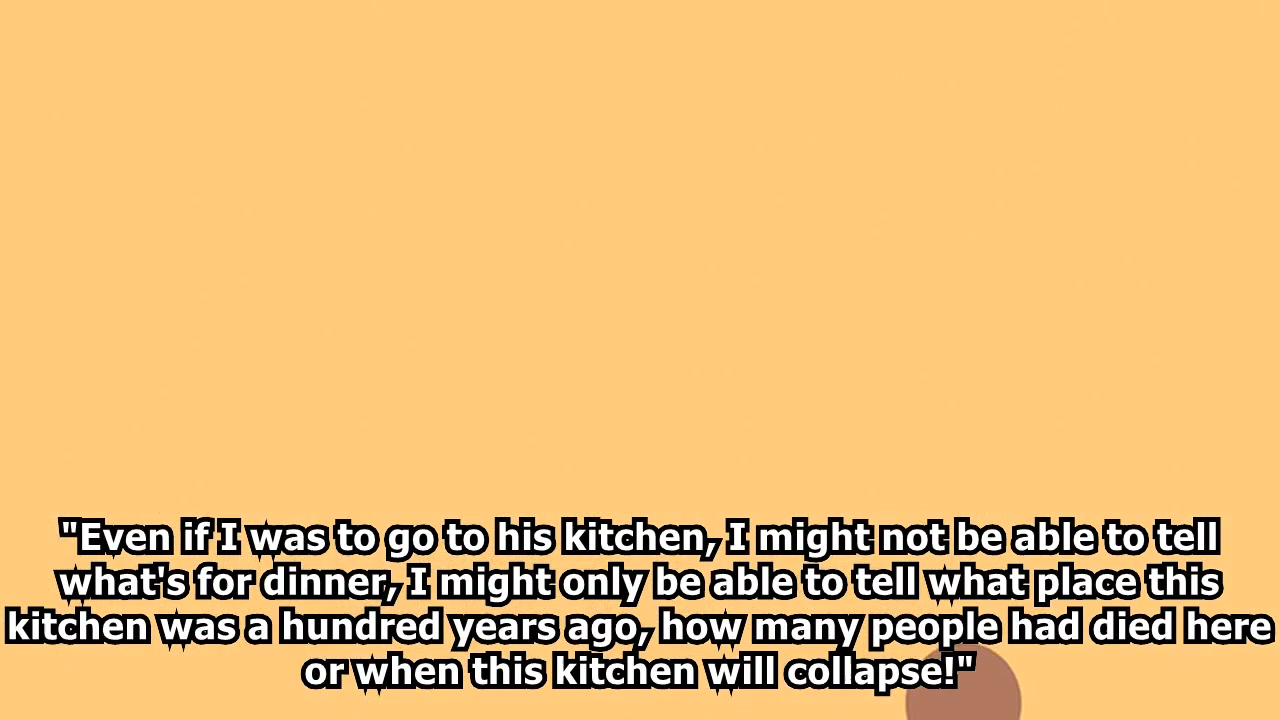 "Even if I was to go to his kitchen, I might not be able to tell
what's for dinner, I might only be able to tell what place this
kitchen was a hundred years ago, how many people had died here
or when this kitchen will collapse!"